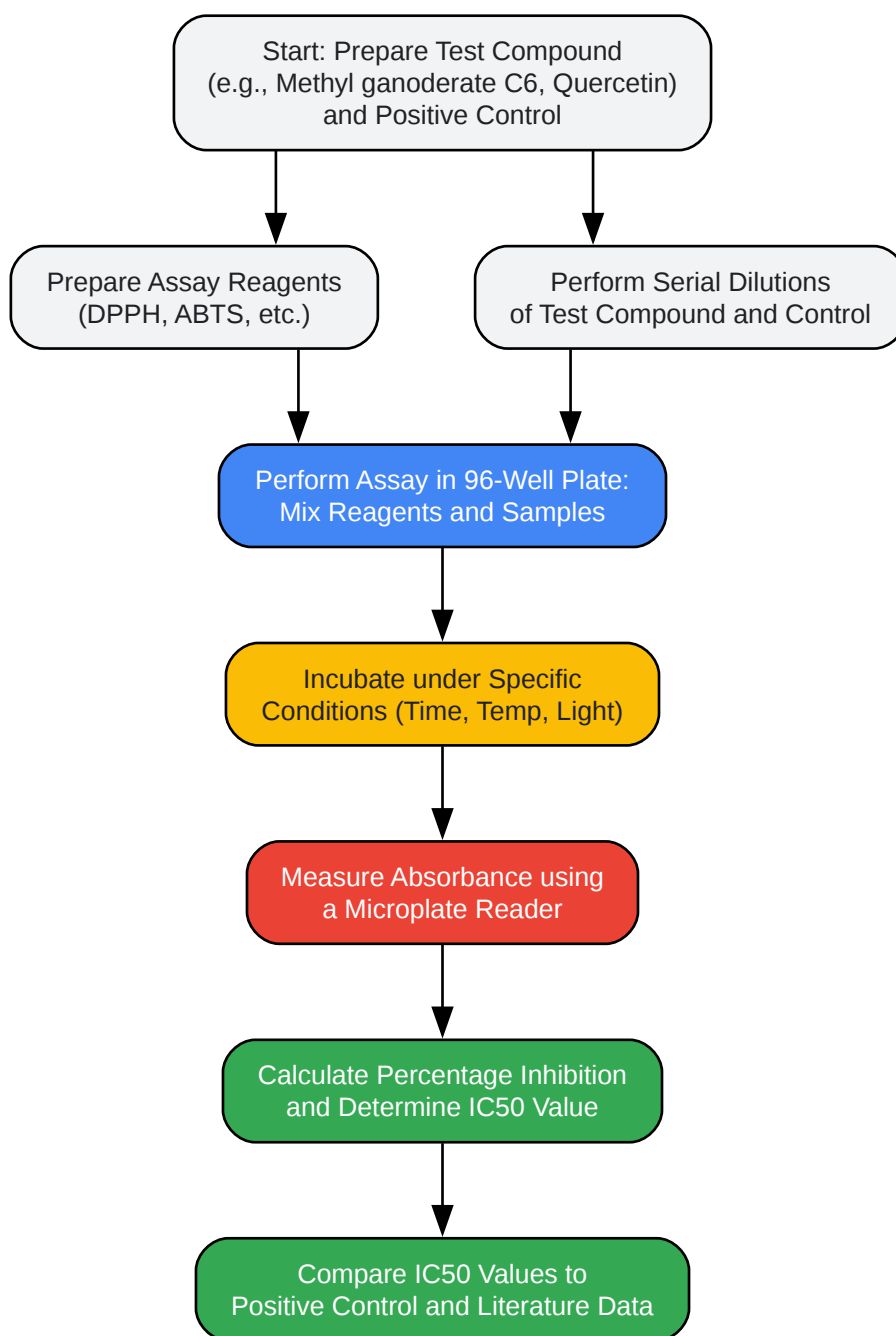 Start: Prepare Test Compound
(e.g., Methyl ganoderate C6, Quercetin)
and Positive Control
Prepare Assay Reagents
(DPPH, ABTS, etc.)
Perform Serial Dilutions
of Test Compound and Control
Perform Assay in 96-Well Plate:
Mix Reagents and Samples
Incubate under Specific
Conditions (Time, Temp, Light)
Measure Absorbance using
a Microplate Reader
Calculate Percentage Inhibition
and Determine IC50 Value
Compare IC50 Values to
Positive Control and Literature Data